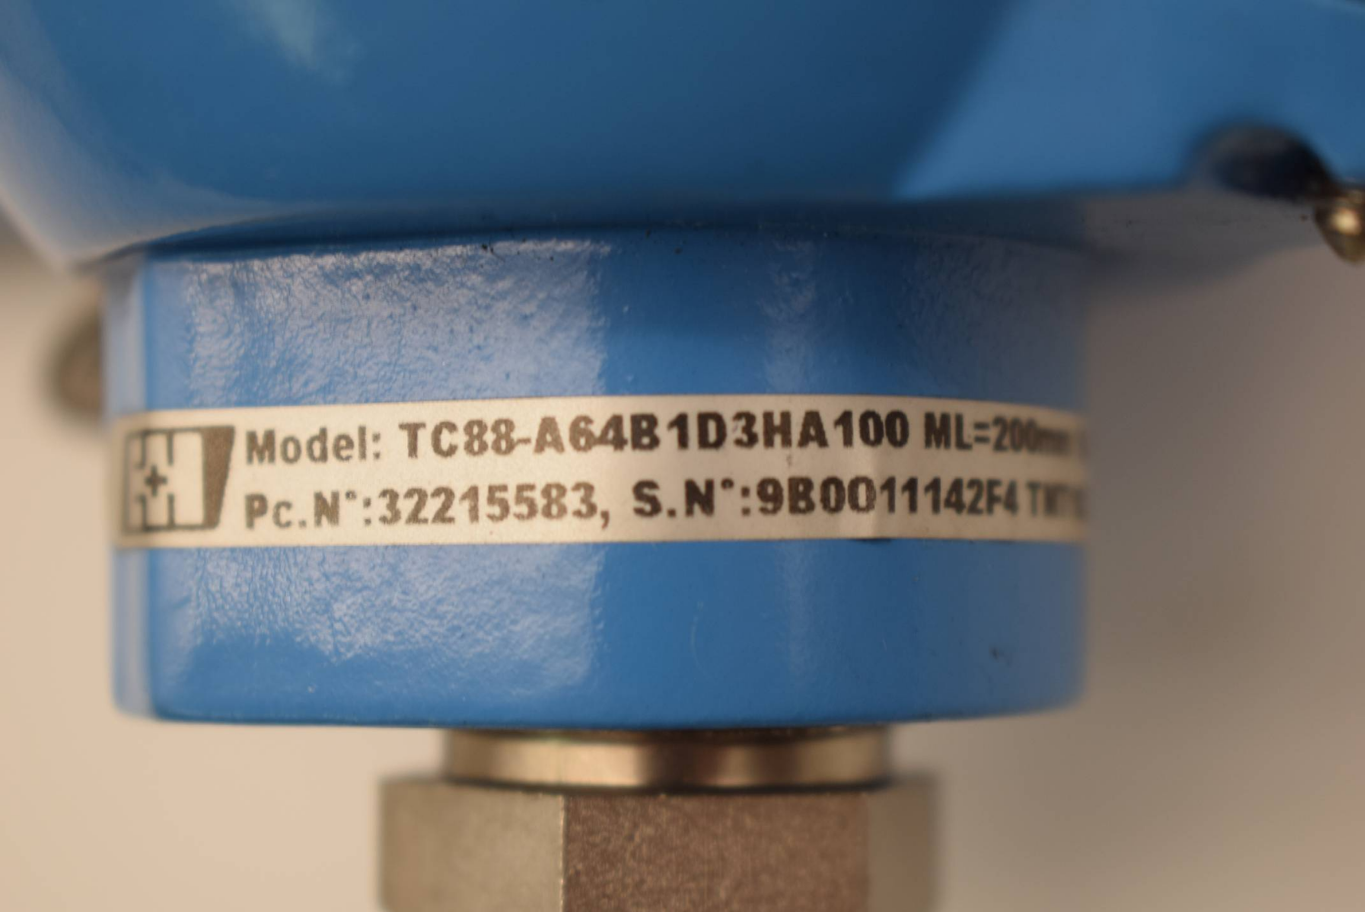 Model: TC88-A64B1D3HA100 ML=200mm
Pc.N°:32215583, S.N°:9B0011142F4